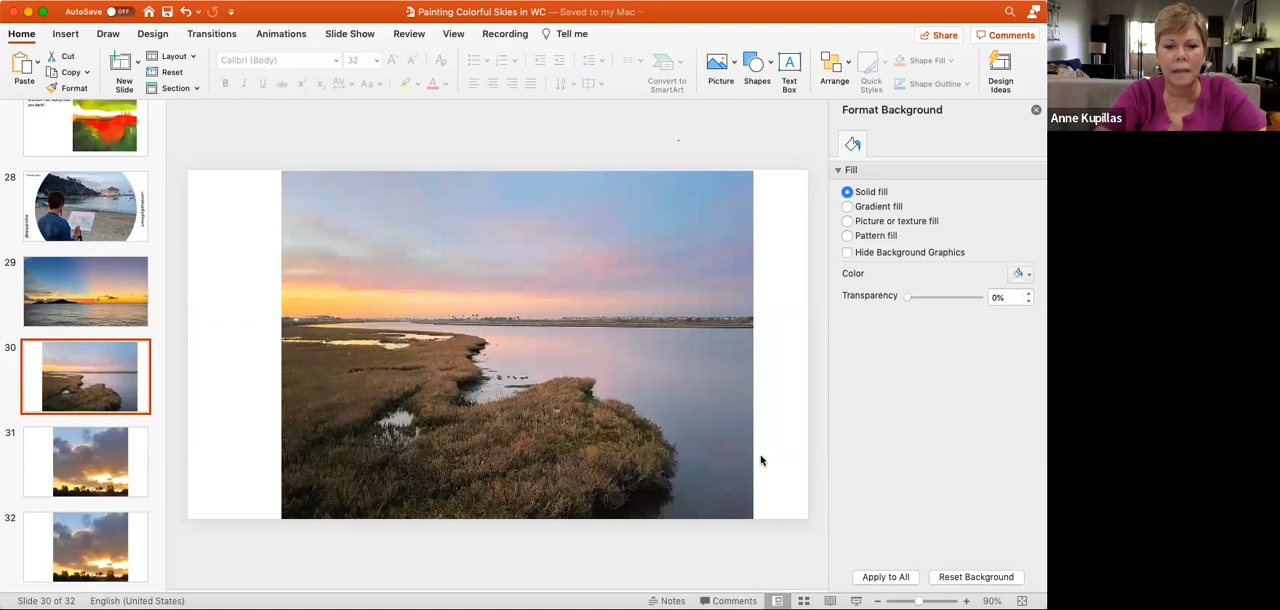 AutoSave OFF
Painting Colorful Skies in WC — Saved to my Mac
Home Insert Draw Design Transitions Animations Slide Show Review View Recording Tell me
Share Comments
Paste
Cut
Copy
Format
New Slide
Layout
Reset
Section
Calibri (Body) 32
B I U ab x x Aa A
Convert to SmartArt
Picture
Shapes
Text Box
Arrange
Quick Styles
Shape Fill
Shape Outline
Design Ideas
Anne Kupillas
Format Background
Fill
Solid fill
Gradient fill
Picture or texture fill
Pattern fill
Hide Background Graphics
Color
Transparency 0%
28
29
30
31
32
Apply to All Reset Background
Slide 30 of 32 English (United States) Notes Comments 90%